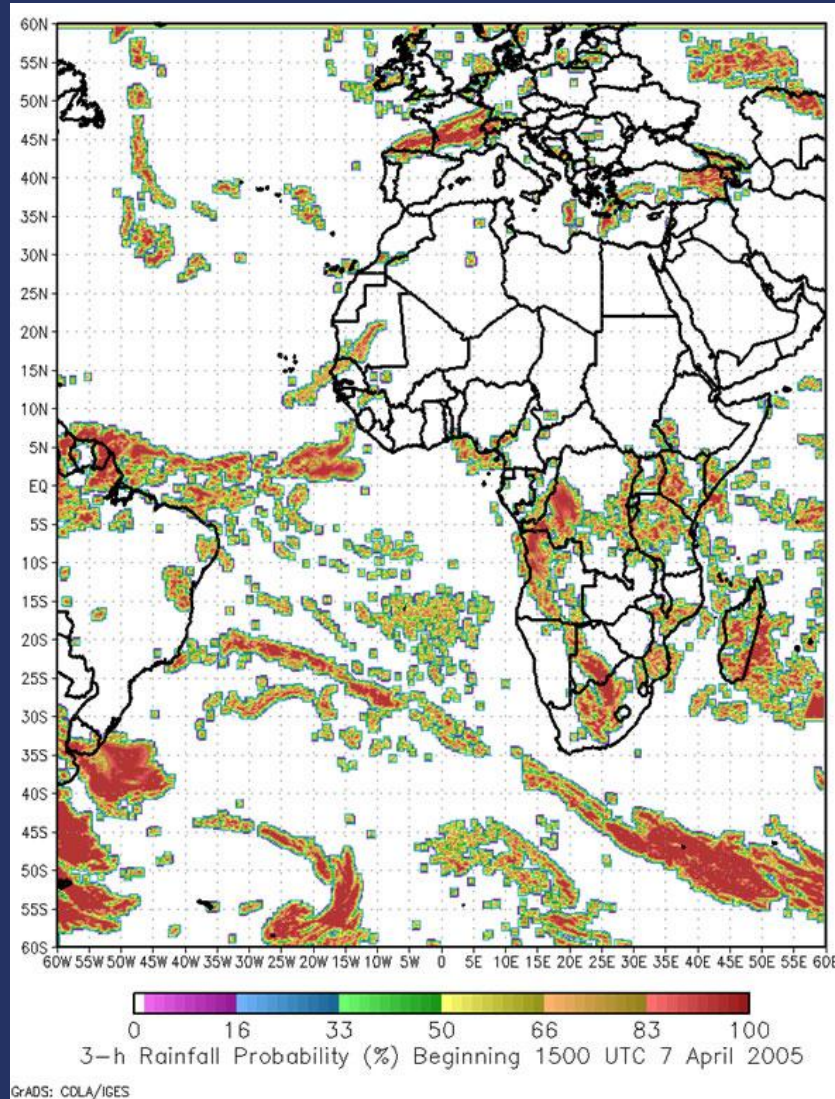 60N
55N
50N
45N
40N
35N
30N
25N
20N
15N
10N
5N
EQ
5S
10S
15S
20S
25S
30S
35S
40S
45S
50S
55S
60S
60W 55W 50W 45W 40W 35W 30W 25W 20W 15W 10W 5W 0 5E 10E 15E 20E 25E 30E 35E 40E 45E 50E 55E 60E
0 16 33 50 66 83 100
3-h Rainfall Probability (%) Beginning 1500 UTC 7 April 2005
GrADS: COLA/IGES